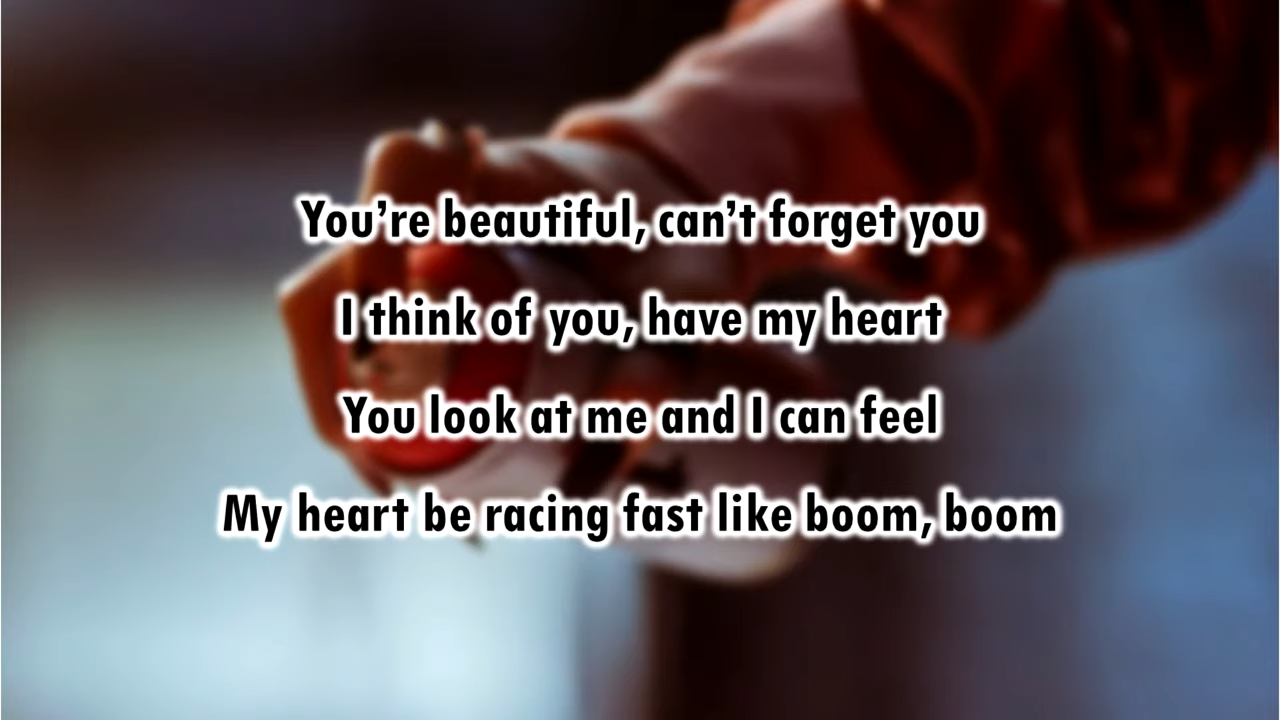 You’re beautiful, can’t forget you
I think of you, have my heart
You look at me and I can feel
My heart be racing fast like boom, boom